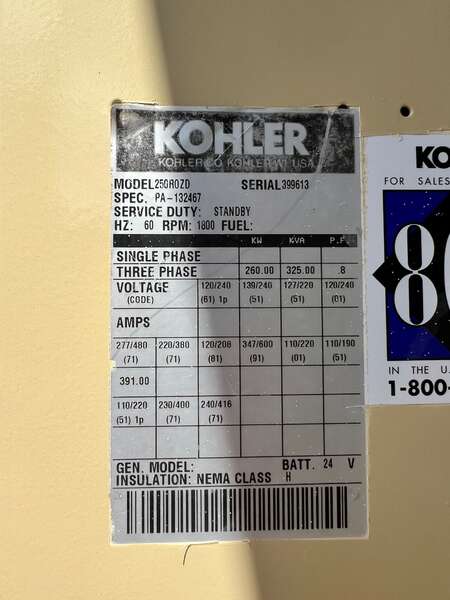 KOHLER
KOHLER CO. KOHLER WI. USA
MODEL 250ROZD SERIAL 399613
SPEC. PA-132467
SERVICE DUTY: STANDBY
HZ: 60 RPM: 1800 FUEL:
KW KVA P.F.
SINGLE PHASE
THREE PHASE 260.00 325.00 .8
VOLTAGE 120/240 139/240 127/220 120/240
(CODE) (61) 1p (51) (51) (01)
AMPS
277/480 220/380 120/208 347/600 110/220 110/190
(71) (71) (81) (91) (01) (51)
391.00
110/220 230/400 240/416
(51) 1p (71) (71)
GEN. MODEL: BATT. 24 V
INSULATION: NEMA CLASS H
KO
FOR SALES
80
IN THE U.
1-800-